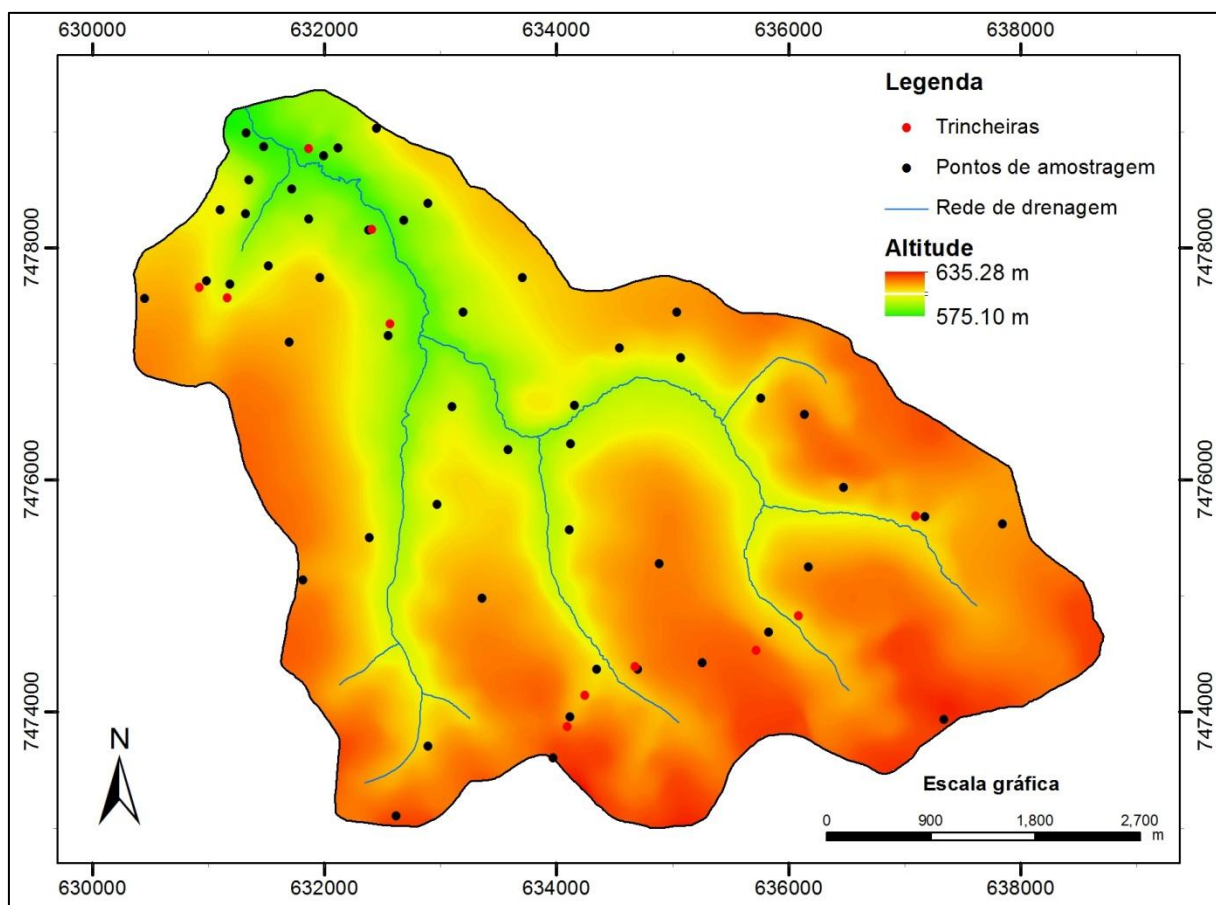 630000 632000 634000 636000 638000
Legenda
Trincheiras
Pontos de amostragem
Rede de drenagem
Altitude
635.28 m
575.10 m
7478000 7478000
7476000 7476000
7474000 7474000
N
Escala gráfica
0 900 1,800 2,700
m
630000 632000 634000 636000 638000